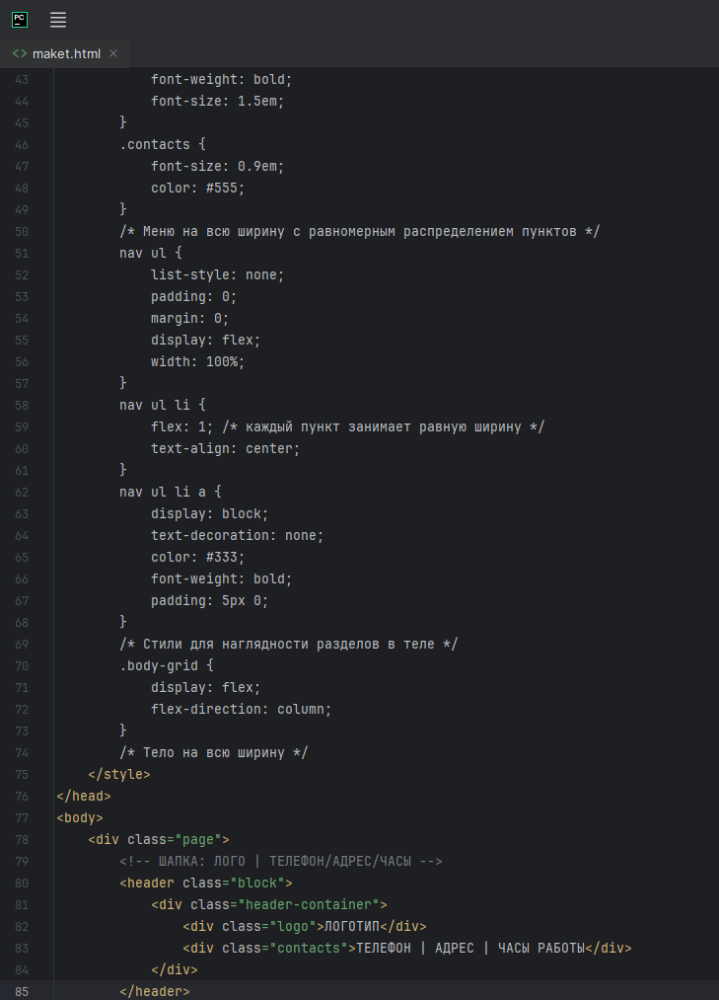 PC
<> maket.html ×
43 font-weight: bold;
44 font-size: 1.5em;
45 }
46 .contacts {
47 font-size: 0.9em;
48 color: #555;
49 }
50 /* Меню на всю ширину с равномерным распределением пунктов */
51 nav ul {
52 list-style: none;
53 padding: 0;
54 margin: 0;
55 display: flex;
56 width: 100%;
57 }
58 nav ul li {
59 flex: 1; /* каждый пункт занимает равную ширину */
60 text-align: center;
61 }
62 nav ul li a {
63 display: block;
64 text-decoration: none;
65 color: #333;
66 font-weight: bold;
67 padding: 5px 0;
68 }
69 /* Стили для наглядности разделов в теле */
70 .body-grid {
71 display: flex;
72 flex-direction: column;
73 }
74 /* Тело на всю ширину */
75 </style>
76 </head>
77 <body>
78 <div class="page">
79 <!-- ШАПКА: ЛОГО | ТЕЛЕФОН/АДРЕС/ЧАСЫ -->
80 <header class="block">
81 <div class="header-container">
82 <div class="logo">ЛОГОТИП</div>
83 <div class="contacts">ТЕЛЕФОН | АДРЕС | ЧАСЫ РАБОТЫ</div>
84 </div>
85 </header>